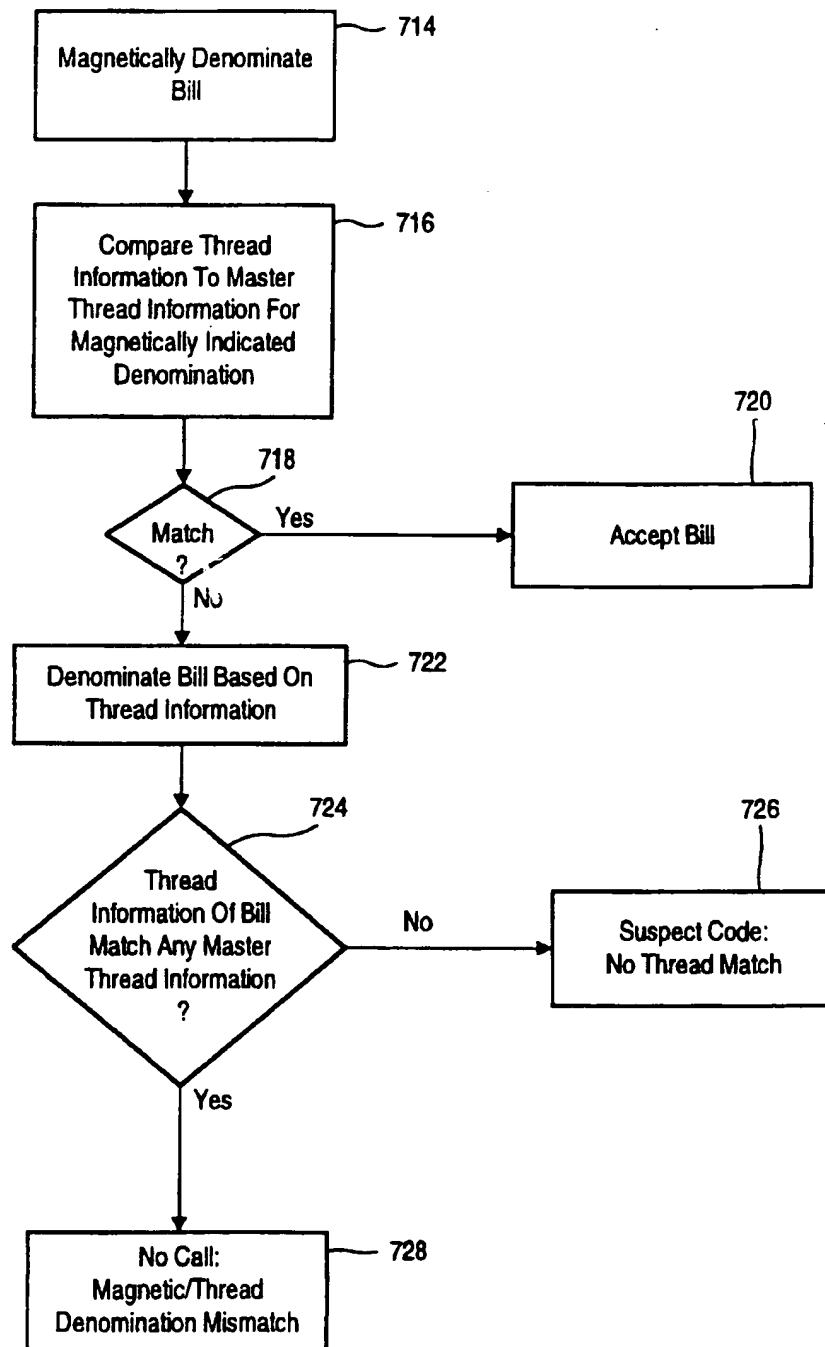 714
Magnetically Denominate
Bill
716
Compare Thread
Information To Master
Thread Information For
Magnetically Indicated
Denomination
718
720
Match
?
Yes
Accept Bill
No
722
Denominate Bill Based On
Thread Information
724
726
Thread
Information Of Bill
Match Any Master
Thread Information
?
No
Suspect Code:
No Thread Match
Yes
728
No Call:
Magnetic/Thread
Denomination Mismatch